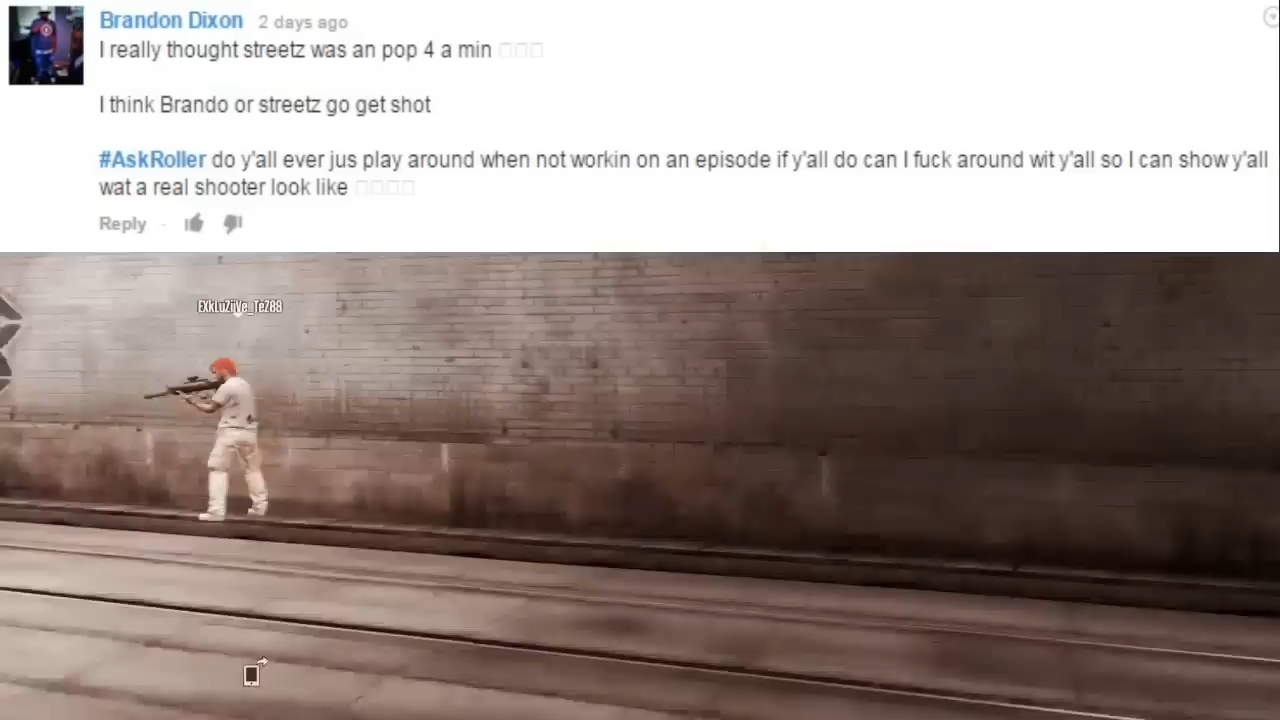 Brandon Dixon 2 days ago
I really thought streetz was an pop 4 a min
I think Brando or streetz go get shot
#AskRoller do y'all ever jus play around when not workin on an episode if y'all do can I fuck around wit y'all so I can show y'all
wat a real shooter look like
Reply
EXkLuZiiVe_TeZ88